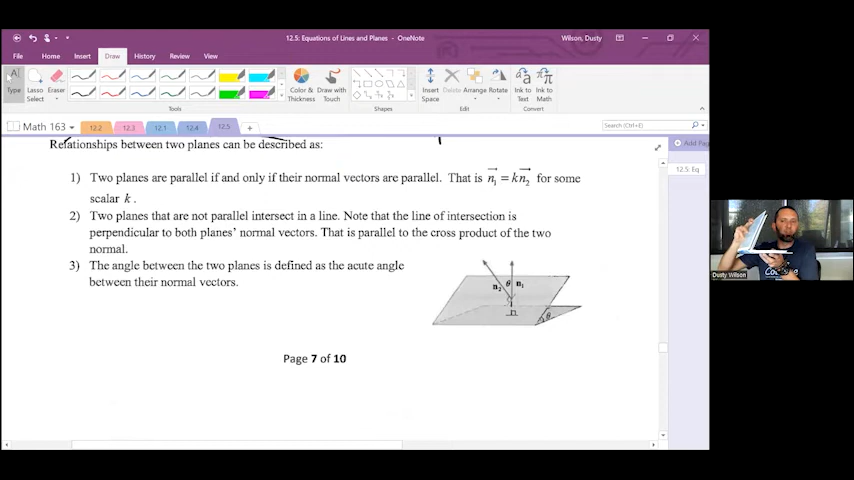 12.5: Equations of Lines and Planes - OneNote
Wilson, Dusty
File Home Insert Draw History Review View
Type
Lasso Select
Eraser
Color & Thickness
Draw with Touch
Insert Space
Delete
Arrange
Rotate
Ink to Text
Ink to Math
Tools
Shapes
Edit
Convert
Math 163
12.2
12.3
12.1
12.4
12.5
Search (Ctrl+E)
Add Pag
12.5: Eq
Relationships between two planes can be described as:
1) Two planes are parallel if and only if their normal vectors are parallel. That is n₁ = kn₂ for some
scalar k .
2) Two planes that are not parallel intersect in a line. Note that the line of intersection is
perpendicular to both planes' normal vectors. That is parallel to the cross product of the two
normal.
3) The angle between the two planes is defined as the acute angle
between their normal vectors.
n₂ θ n₁
θ
Page 7 of 10
Dusty Wilson